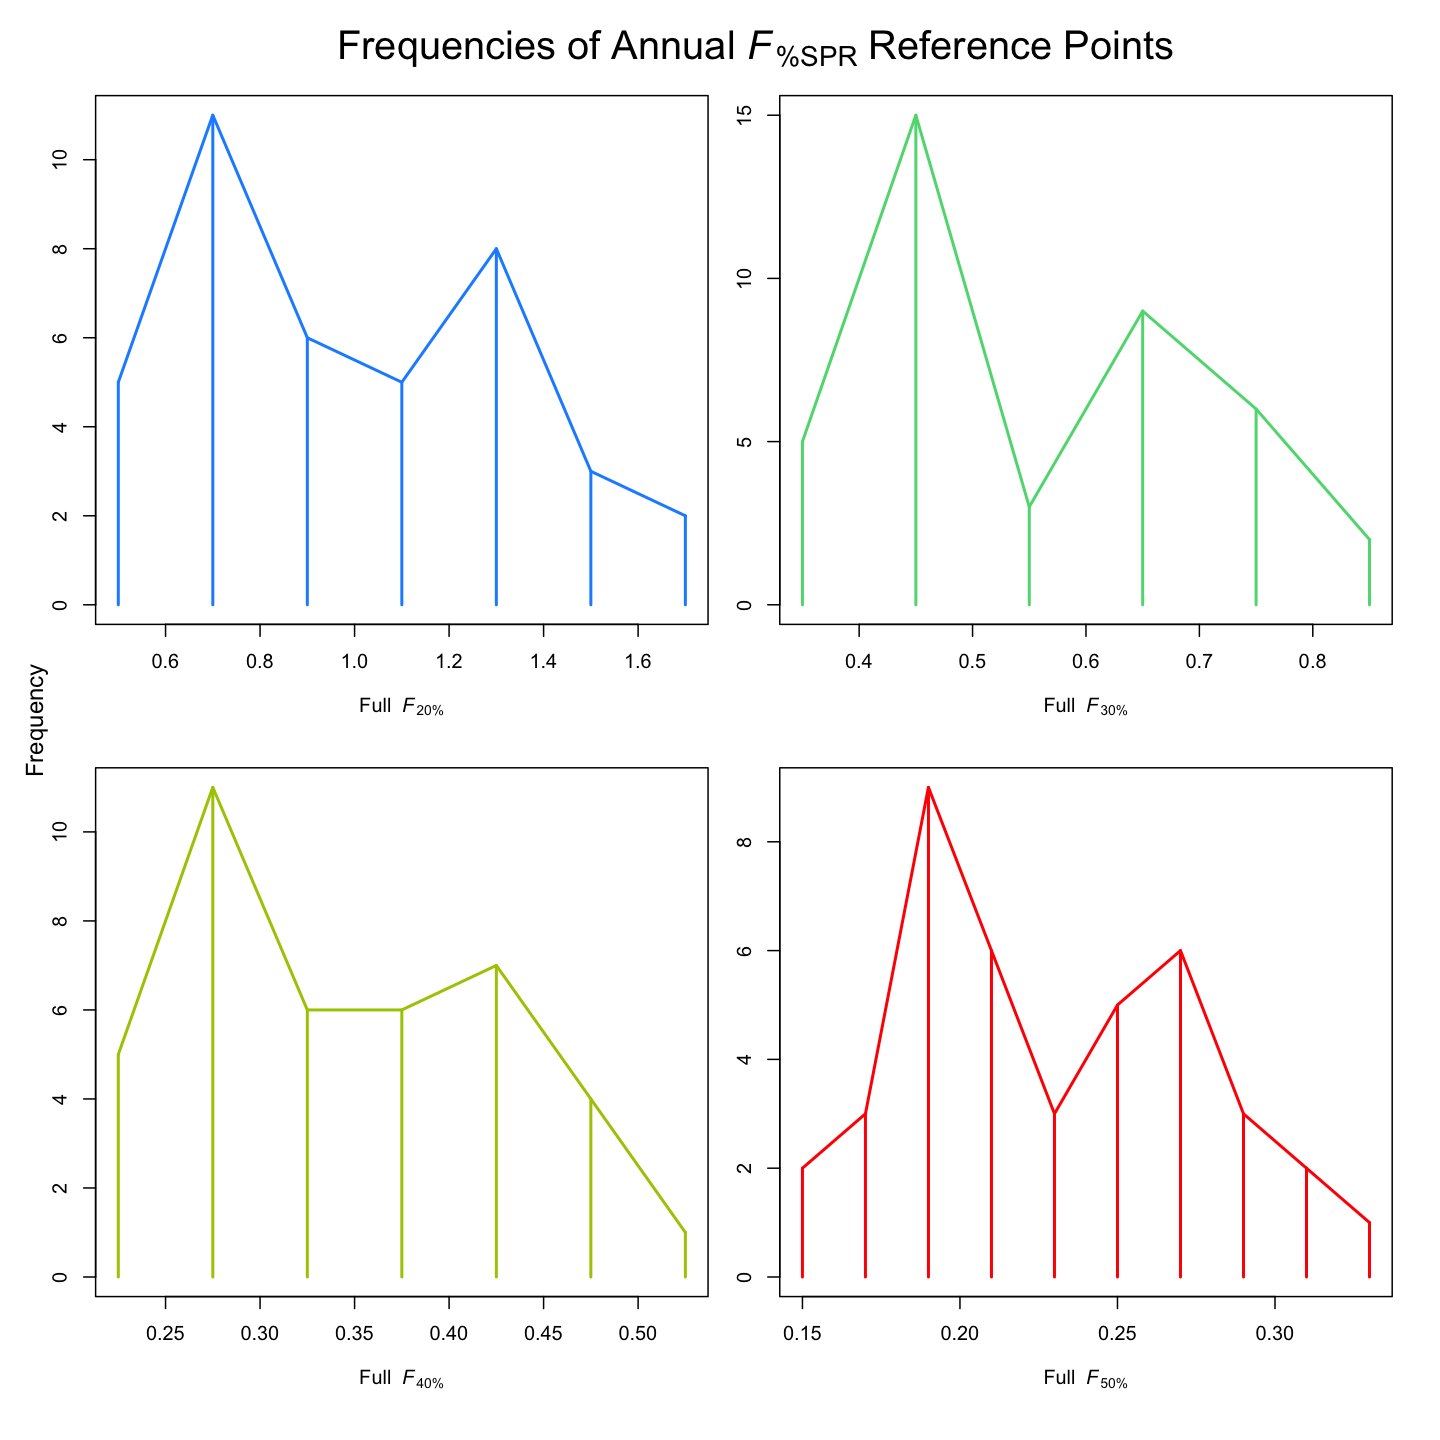 Frequencies of Annual F%SPR Reference Points
Frequency
0 2 4 6 8 10
0.6 0.8 1.0 1.2 1.4 1.6
Full F20%
0 5 10 15
0.4 0.5 0.6 0.7 0.8
Full F30%
0 2 4 6 8 10
0.25 0.30 0.35 0.40 0.45 0.50
Full F40%
0 2 4 6 8
0.15 0.20 0.25 0.30
Full F50%